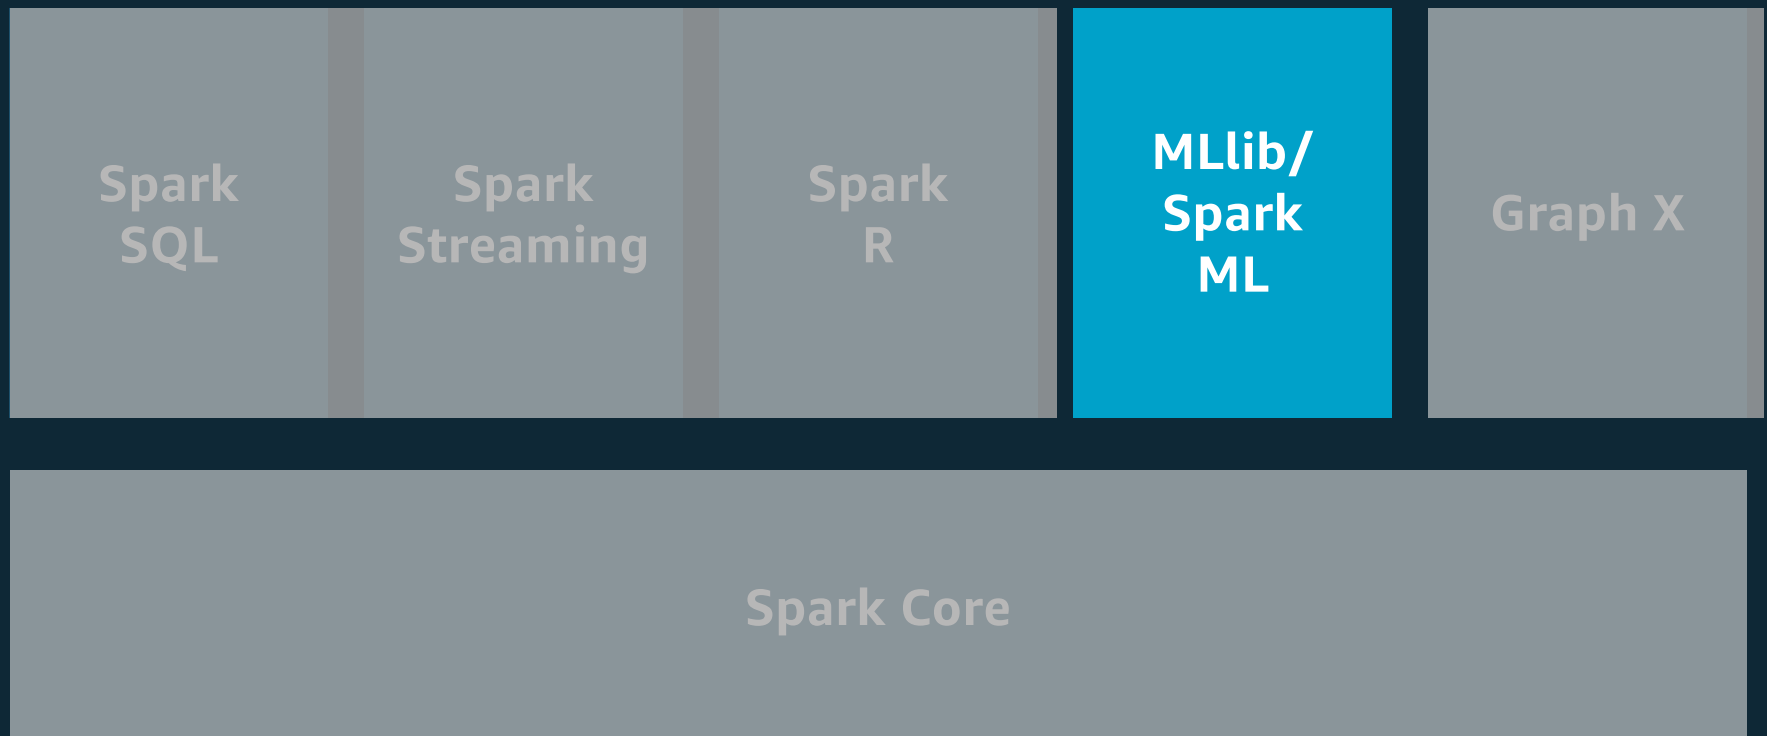 Spark
SQL
Spark
Streaming
Spark
R
MLlib/
Spark
ML
Graph X
Spark Core